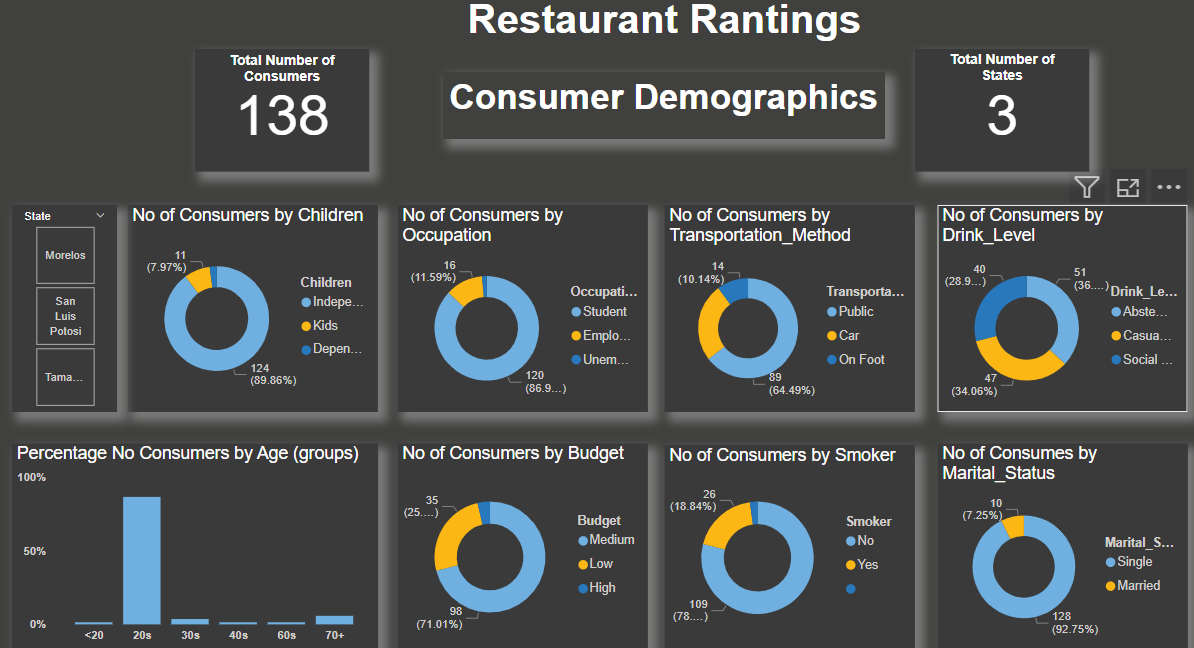 Restaurant Rantings
Total Number of
Consumers
138
Consumer Demographics
Total Number of
States
3
State
Morelos
San
Luis
Potosi
Tama...
No of Consumers by Children
11
(7.97%)
124
(89.86%)
Children
Indepe...
Kids
Depen...
No of Consumers by
Occupation
16
(11.59%)
120
(86.9...)
Occupati...
Student
Emplo...
Unem...
No of Consumers by
Transportation_Method
14
(10.14%)
89
(64.49%)
Transporta...
Public
Car
On Foot
No of Consumers by
Drink_Level
40
(28.9...)
51
(36....)
47
(34.06%)
Drink_Le...
Abste...
Casua...
Social ...
Percentage No Consumers by Age (groups)
100%
50%
0%
<20 20s 30s 40s 60s 70+
No of Consumers by Budget
35
(25....)
98
(71.01%)
Budget
Medium
Low
High
No of Consumers by Smoker
26
(18.84%)
109
(78....)
Smoker
No
Yes
No of Consumes by
Marital_Status
10
(7.25%)
128
(92.75%)
Marital_S...
Single
Married